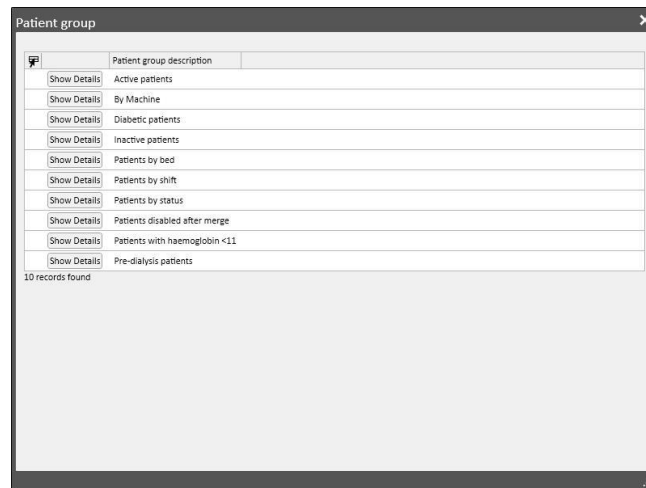 Patient group
Patient group description
Show Details Active patients
Show Details By Machine
Show Details Diabetic patients
Show Details Inactive patients
Show Details Patients by bed
Show Details Patients by shift
Show Details Patients by status
Show Details Patients disabled after merge
Show Details Patients with haemoglobin <11
Show Details Pre-dialysis patients
10 records found